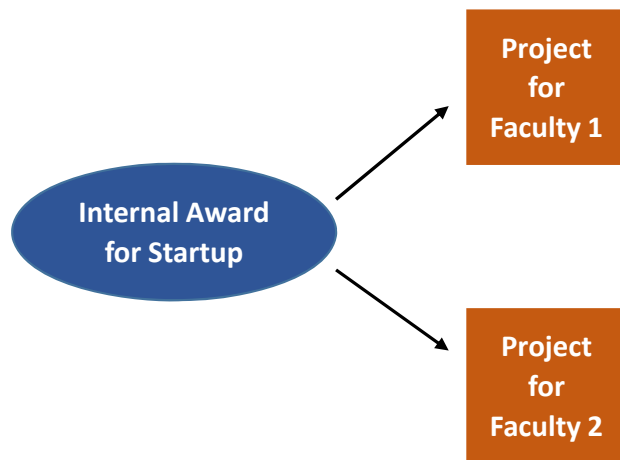 Project
for
Faculty 1
Internal Award
for Startup
Project
for
Faculty 2